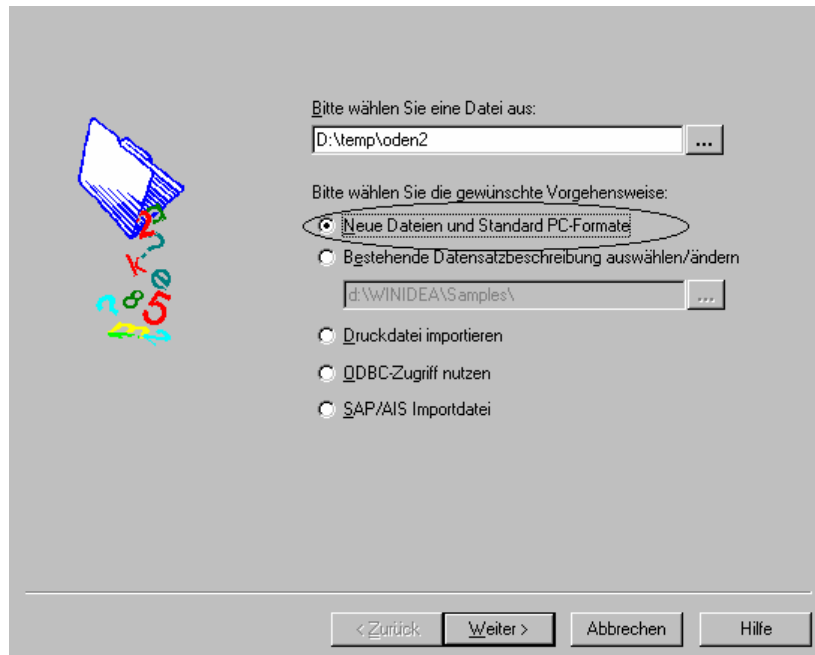 Bitte wählen Sie eine Datei aus:
D:\temp\oden2
...
Bitte wählen Sie die gewünschte Vorgehensweise:
Neue Dateien und Standard PC-Formate
Bestehende Datensatzbeschreibung auswählen/ändern
d:\WINIDEA\Samples\
...
Druckdatei importieren
ODBC-Zugriff nutzen
SAP/AIS Importdatei
< Zurück
Weiter >
Abbrechen
Hilfe